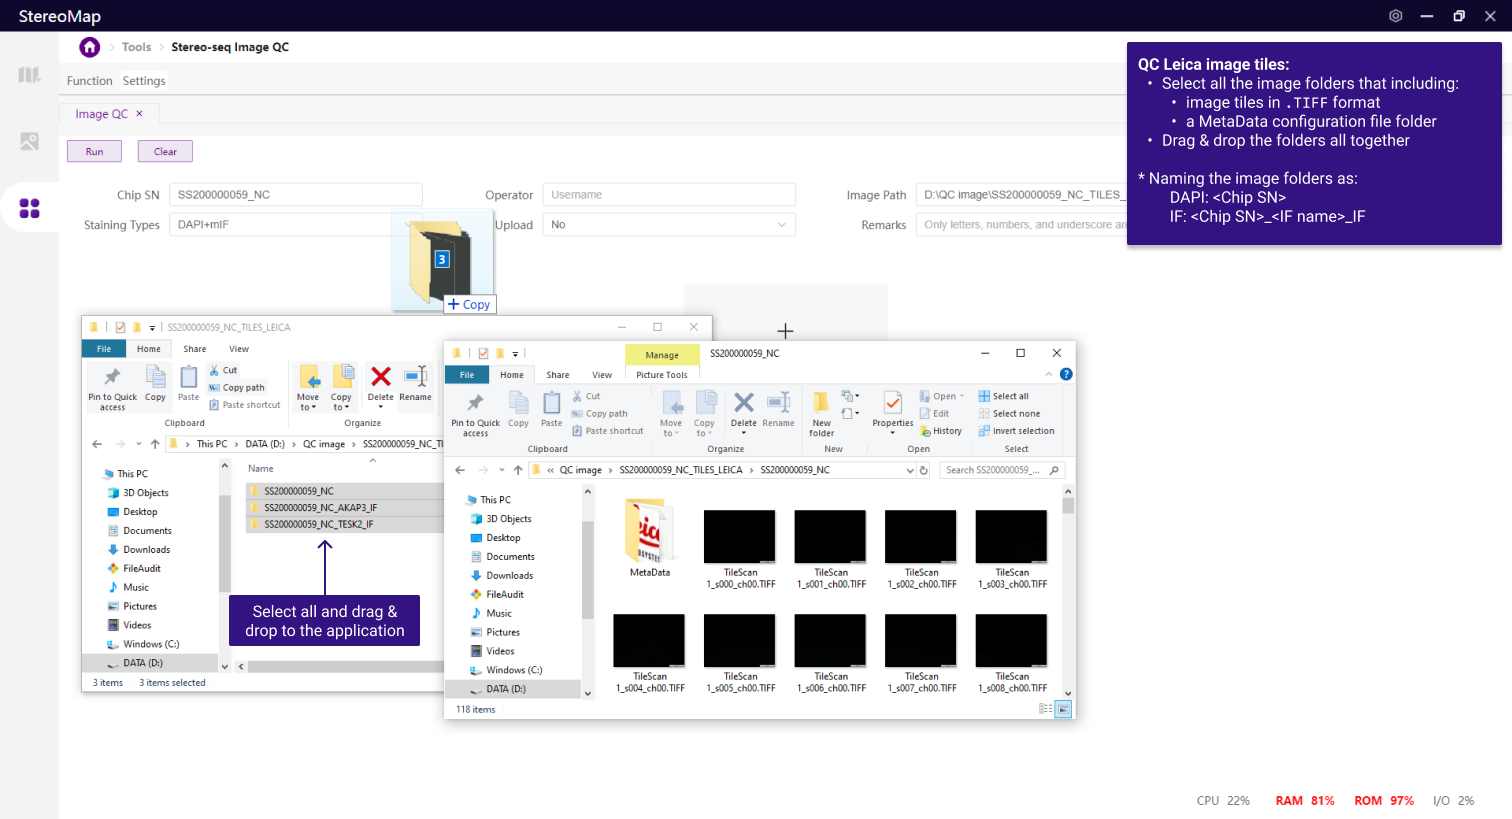 StereoMap
Tools
Stereo-seq Image QC
Function Settings
Image QC ×
Run Clear
Chip SN SS200000059_NC
Operator Username
Image Path D:\QC image\SS200000059_NC_TILES_
Staining Types DAPI+mIF
Upload No
Remarks Only letters, numbers, and underscore are
QC Leica image tiles:
• Select all the image folders that including:
• image tiles in .TIFF format
• a MetaData configuration file folder
• Drag & drop the folders all together
* Naming the image folders as:
DAPI: <Chip SN>
IF: <Chip SN>_<IF name>_IF
3
+ Copy
SS200000059_NC_TILES_LEICA
File Home Share View
Pin to Quick access
Copy
Paste
Cut
Copy path
Paste shortcut
Move to
Copy to
Delete
Rename
Clipboard
Organize
This PC > DATA (D:) > QC image > SS200000059_NC_TI
This PC
3D Objects
Desktop
Documents
Downloads
FileAudit
Music
Pictures
Videos
Windows (C:)
DATA (D:)
Name
SS200000059_NC
SS200000059_NC_AKAP3_IF
SS200000059_NC_TESK2_IF
Select all and drag &
drop to the application
3 items 3 items selected
Manage
SS200000059_NC
File Home Share View Picture Tools
Pin to Quick access
Copy
Paste
Cut
Copy path
Paste shortcut
Move to
Copy to
Delete
Rename
New folder
Properties
Open
Edit
History
Select all
Select none
Invert selection
Clipboard
Organize
New
Open
Select
« QC image > SS200000059_NC_TILES_LEICA > SS200000059_NC
Search SS200000059_...
This PC
3D Objects
Desktop
Documents
Downloads
FileAudit
Music
Pictures
Videos
Windows (C:)
DATA (D:)
MetaData
TileScan
1_s000_ch00.TIFF
TileScan
1_s001_ch00.TIFF
TileScan
1_s002_ch00.TIFF
TileScan
1_s003_ch00.TIFF
TileScan
1_s004_ch00.TIFF
TileScan
1_s005_ch00.TIFF
TileScan
1_s006_ch00.TIFF
TileScan
1_s007_ch00.TIFF
TileScan
1_s008_ch00.TIFF
118 items
CPU 22% RAM 81% ROM 97% I/O 2%